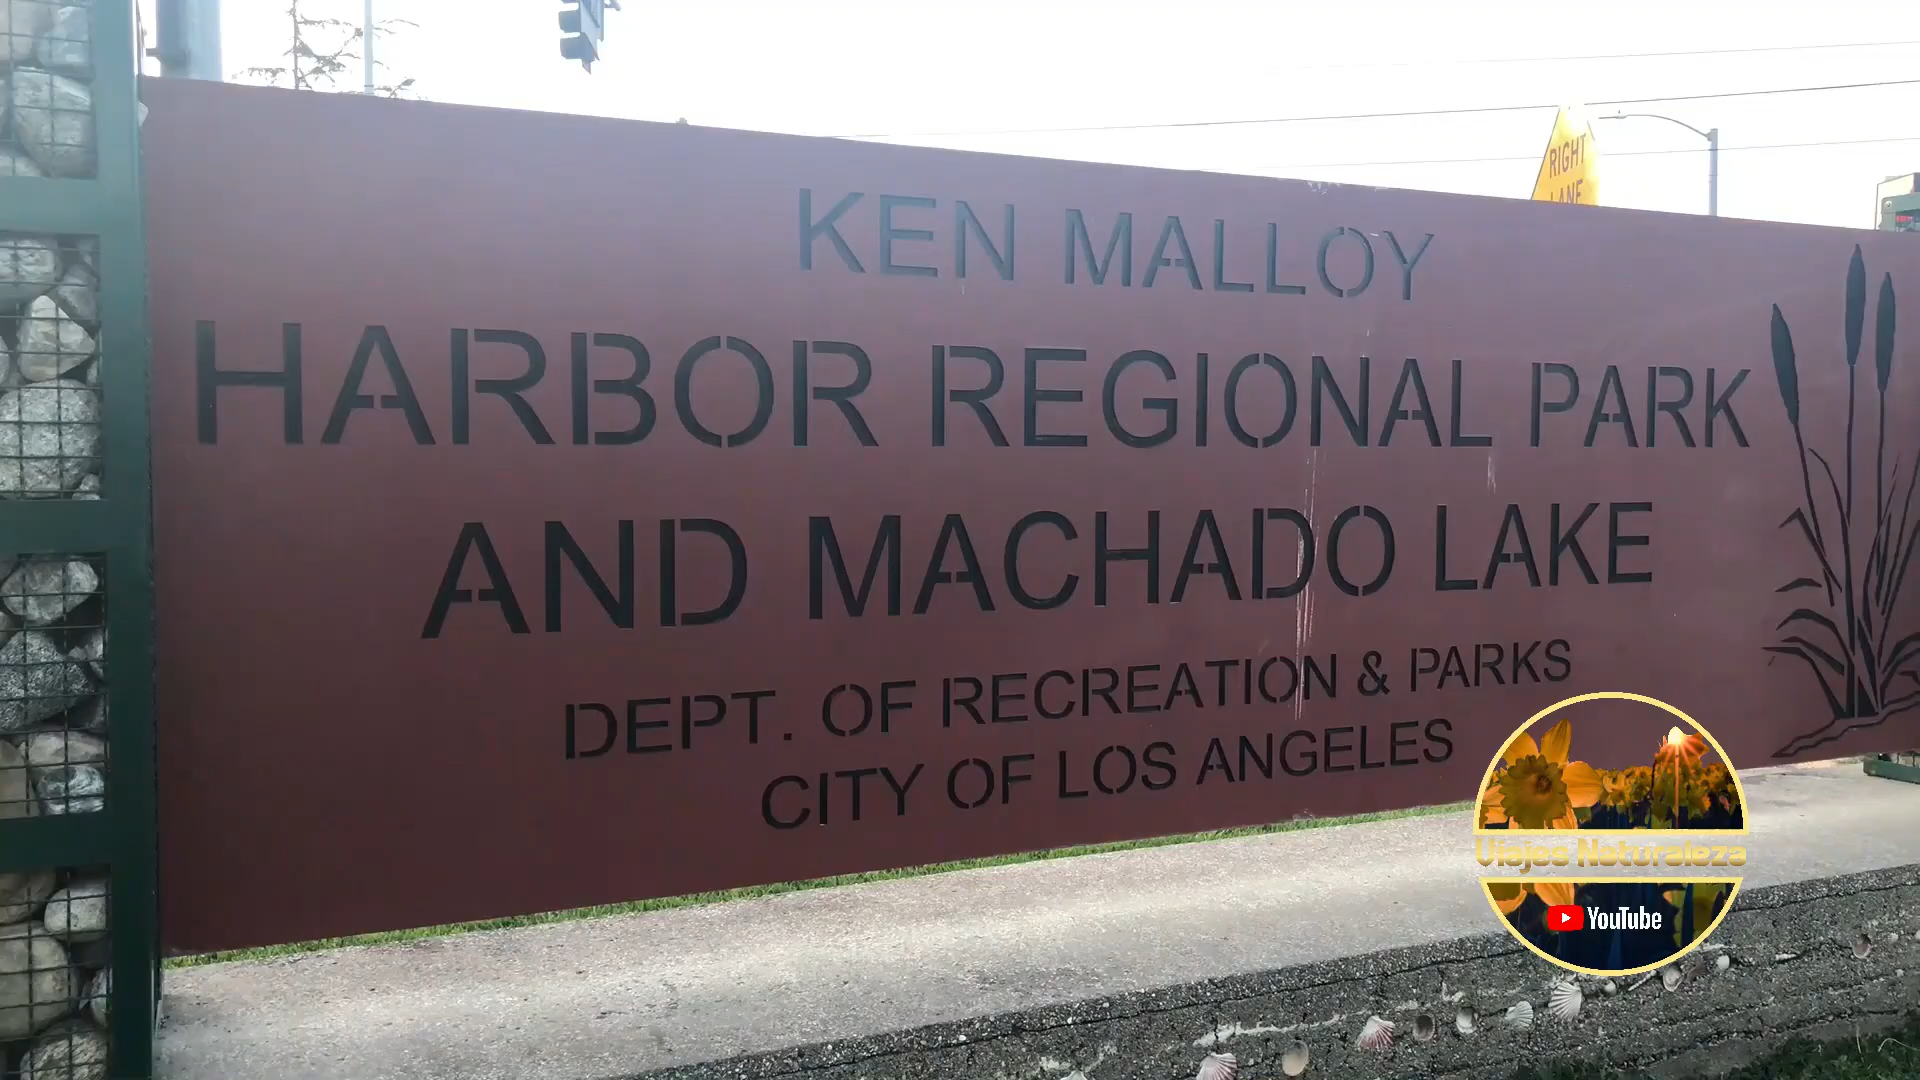 RIGHT
LANE
KEN MALLOY
HARBOR REGIONAL PARK
AND MACHADO LAKE
DEPT. OF RECREATION & PARKS
CITY OF LOS ANGELES
Viajes Naturaleza
YouTube